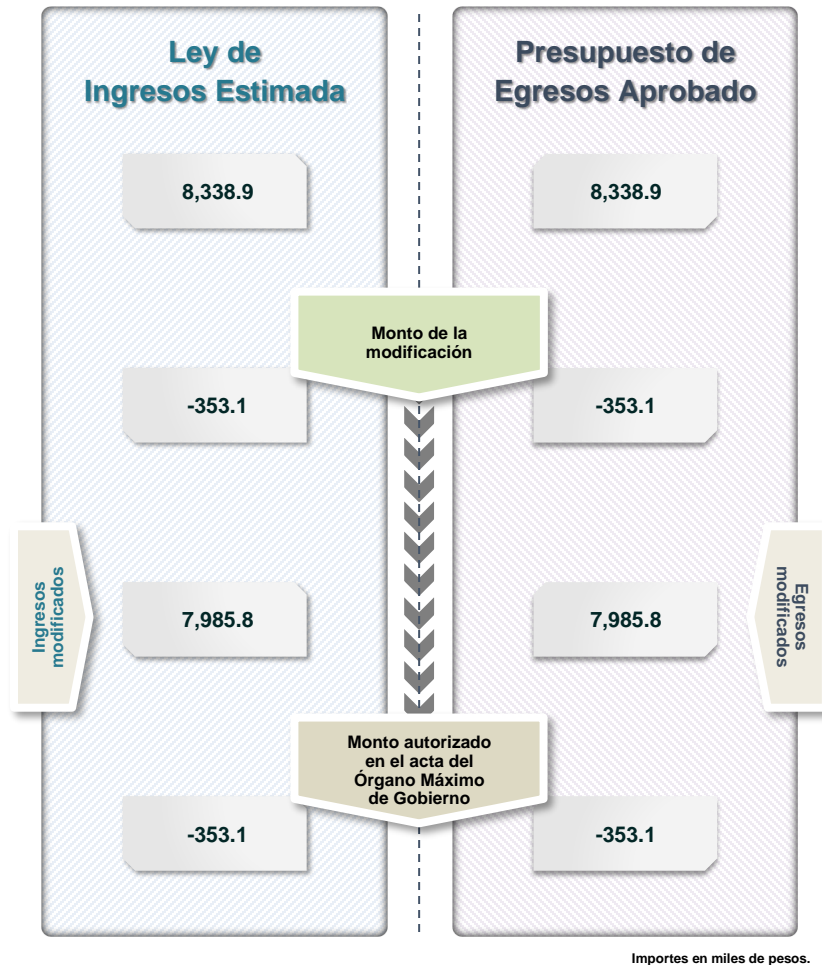 Ley de
Ingresos Estimada
Presupuesto de
Egresos Aprobado
8,338.9
8,338.9
Monto de la
modificación
-353.1
-353.1
Ingresos
modificados
7,985.8
7,985.8
Egresos
modificados
Monto autorizado
en el acta del
Órgano Máximo
de Gobierno
-353.1
-353.1
Importes en miles de pesos.